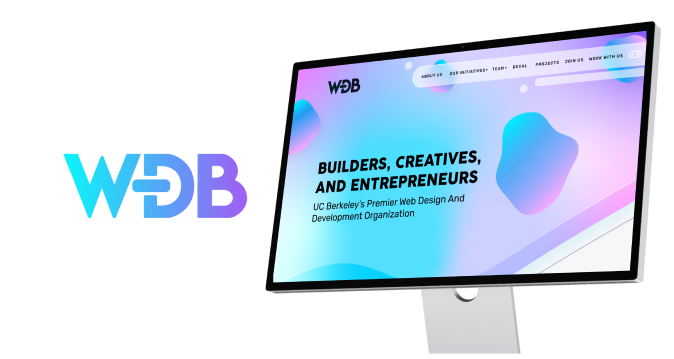 WDB
WDB
ABOUT US OUR INITIATIVES TEAM DECAL PROJECTS JOIN US WORK WITH US
BUILDERS, CREATIVES,
AND ENTREPRENEURS
UC Berkeley's Premier Web Design And
Development Organization